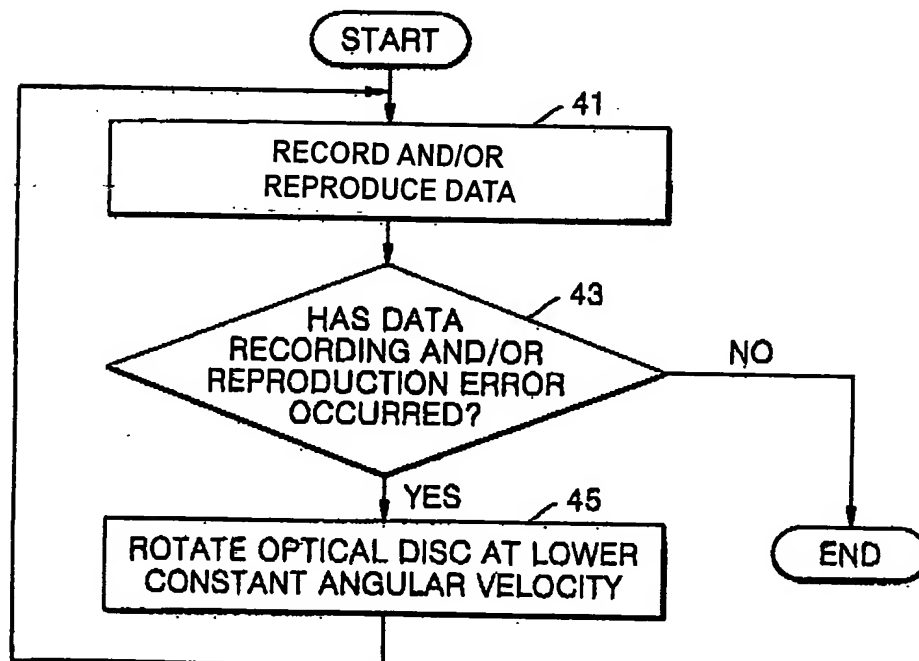 START
41
RECORD AND/OR
REPRODUCE DATA
43
HAS DATA
RECORDING AND/OR
REPRODUCTION ERROR
OCCURRED?
NO
YES
45
ROTATE OPTICAL DISC AT LOWER
CONSTANT ANGULAR VELOCITY
END